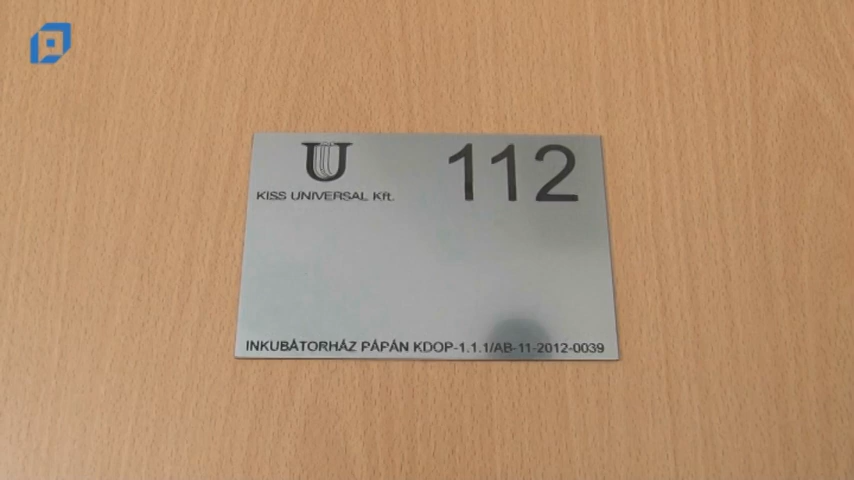 U
112
KISS UNIVERSAL Kft.
INKUBÁTORHÁZ PÁPÁN KDOP-1.1.1/AB-11-2012-0039